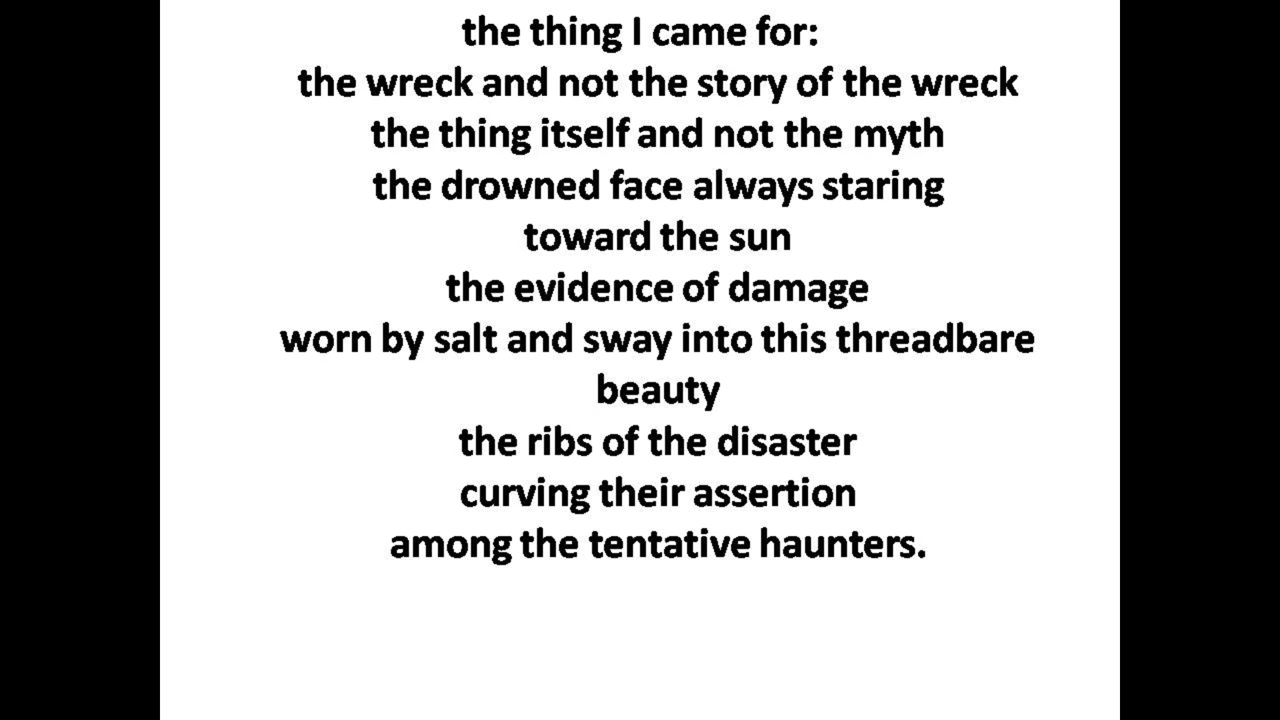 the thing I came for:
the wreck and not the story of the wreck
the thing itself and not the myth
the drowned face always staring
toward the sun
the evidence of damage
worn by salt and sway into this threadbare
beauty
the ribs of the disaster
curving their assertion
among the tentative haunters.